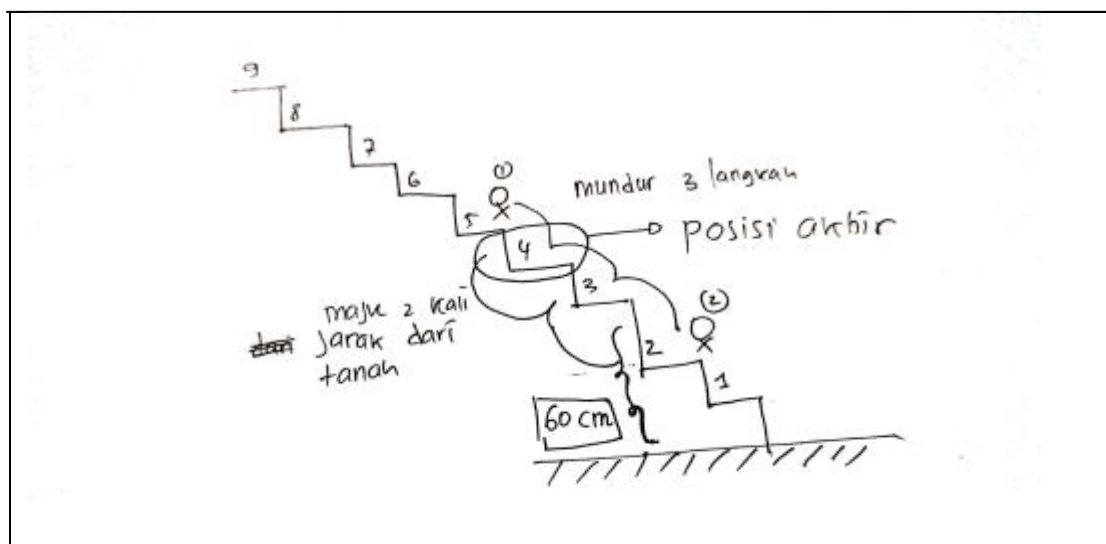 9
8
7
6
5
①
mundur 3 langkah
posisi akhir
4
3
②
maju 2 kali
jarak dari
tanah
2
1
60 cm